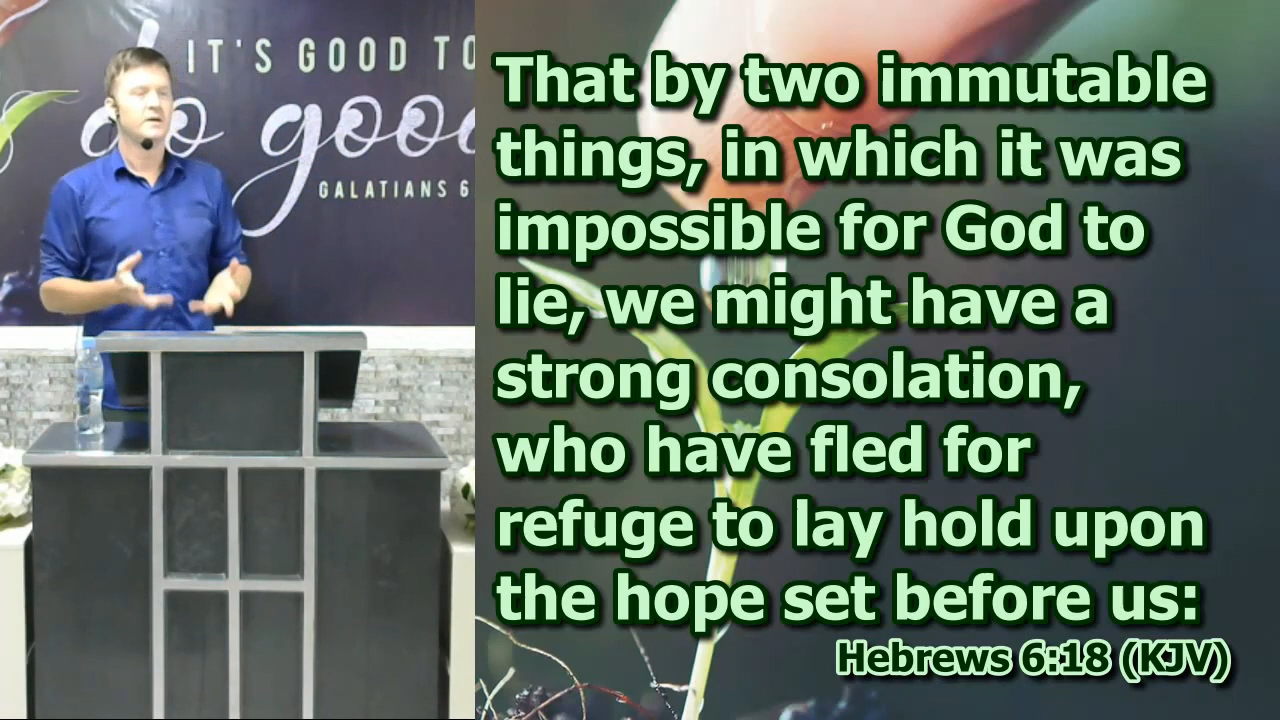 IT'S GOOD TO
do good
GALATIANS 6
That by two immutable
things, in which it was
impossible for God to
lie, we might have a
strong consolation,
who have fled for
refuge to lay hold upon
the hope set before us:
Hebrews 6:18 (KJV)